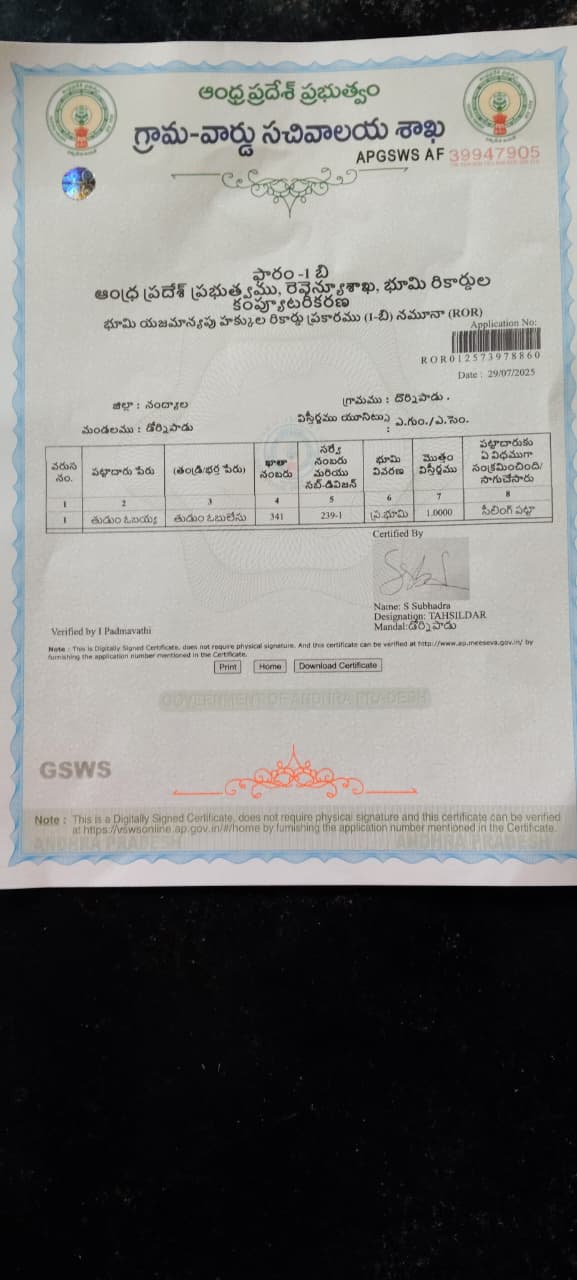 ఆంధ్ర ప్రదేశ్ ప్రభుత్వం
గ్రామ-వార్డు సచివాలయ శాఖ
APGSWS AF 39947905
ఫారం -1 బి
ఆంధ్ర ప్రదేశ్ ప్రభుత్వము, రెవెన్యూశాఖ, భూమి రికార్డుల
కంప్యూటరీకరణ
భూమి యజమాన్యపు హక్కుల రికార్డు ప్రకారము (1-బి) నమూనా (ROR)
Application No:
ROR012573978860
Date : 29/07/2025
జిల్లా : నంద్యాల గ్రామము : దొర్నిపాడు .
మండలము : డోర్నిపాడు విస్తీర్ణము యూనిట్లు : ఎ.గుం./ఎ.సెం.
వరుస నం. పట్టాదారు పేరు (తండ్రి/భర్త పేరు) ఖాతా నంబరు సర్వే నంబరు మరియు సబ్-డివిజన్ భూమి వివరణ మొత్తం విస్తీర్ణము పట్టాదారుకు ఏ విధముగా సంక్రమించింది/ సాగుచేసారు
1 2 3 4 5 6 7 8
1 తుడుం ఓబయ్య తుడుం ఓబులేసు 341 239-1 ప్ర.భూమి 1.0000 సీలింగ్ పట్టా
Certified By
Name: S Subhadra
Designation: TAHSILDAR
Mandal:డోర్నిపాడు
Verified by I Padmavathi
Note : This is Digitally Signed Certificate, does not require physical signature. And this certificate can be verified at http://www.ap.meeseva.gov.in/ by
furnishing the application number mentioned in the Certificate.
Print Home Download Certificate
GOVERNMENT OF ANDHRA PRADESH
GSWS
Note : This is a Digitally Signed Certificate, does not require physical signature and this certificate can be verified
at https://vswsonline.ap.gov.in/#/home by furnishing the application number mentioned in the Certificate.
ANDHRA PRADESH ANDHRA PRADESH